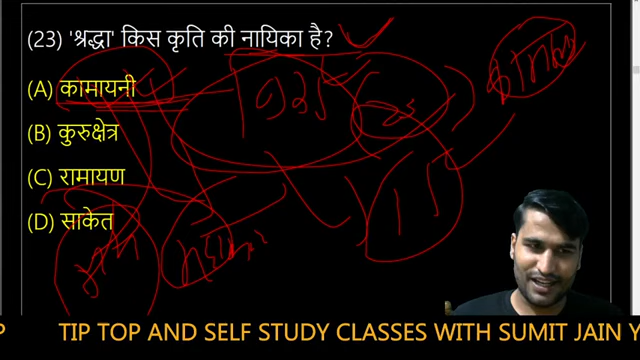 (23) 'श्रद्धा' किस कृति की नायिका है?
(A) कामायनी
(B) कुरुक्षेत्र
(C) रामायण
(D) साकेत
P TIP TOP AND SELF STUDY CLASSES WITH SUMIT JAIN Y